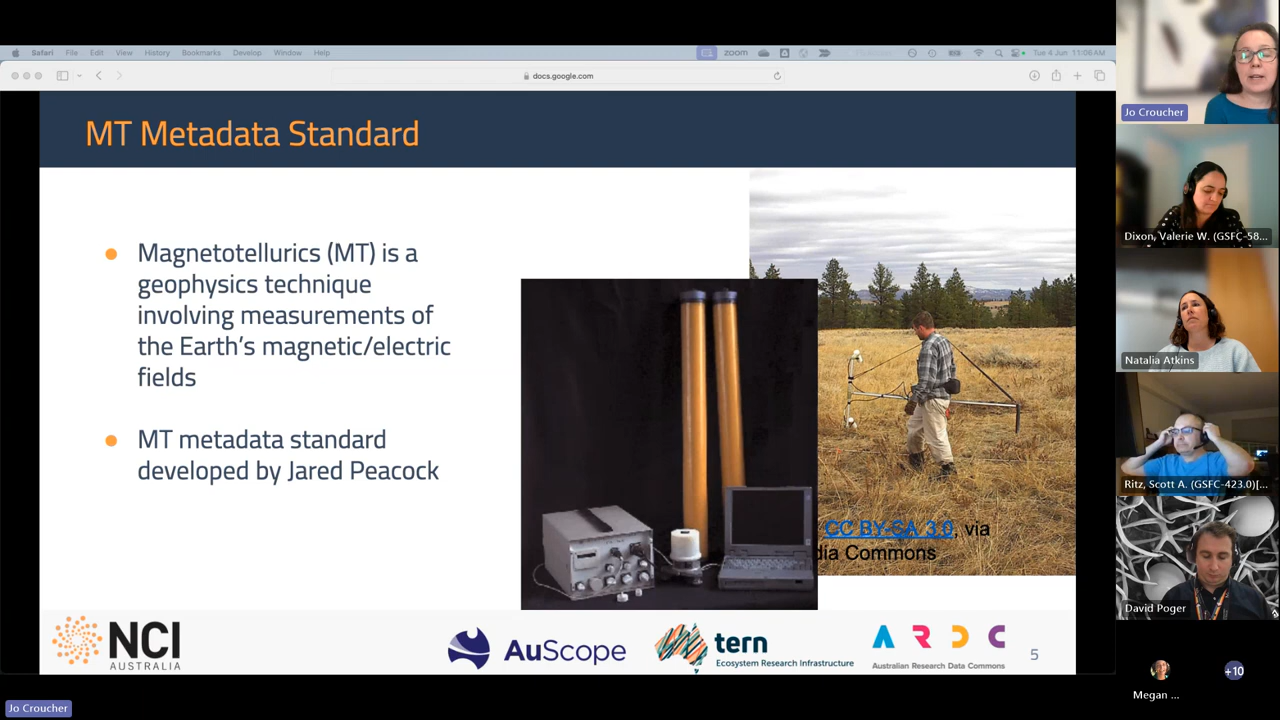 Safari File Edit View History Bookmarks Develop Window Help zoom Tue 4 Jun 11:06 AM
docs.google.com
MT Metadata Standard
Magnetotellurics (MT) is a
geophysics technique
involving measurements of
the Earth's magnetic/electric
fields
MT metadata standard
developed by Jared Peacock
CC BY-SA 3.0, via
dia Commons
NCI
AUSTRALIA
AuScope
tern
Ecosystem Research Infrastructure
ARDC
Australian Research Data Commons
5
Jo Croucher
Jo Croucher
Dixon, Valerie W. (GSFC-58...
Natalia Atkins
Ritz, Scott A. (GSFC-423.0)[...
David Poger
Megan ...
+10